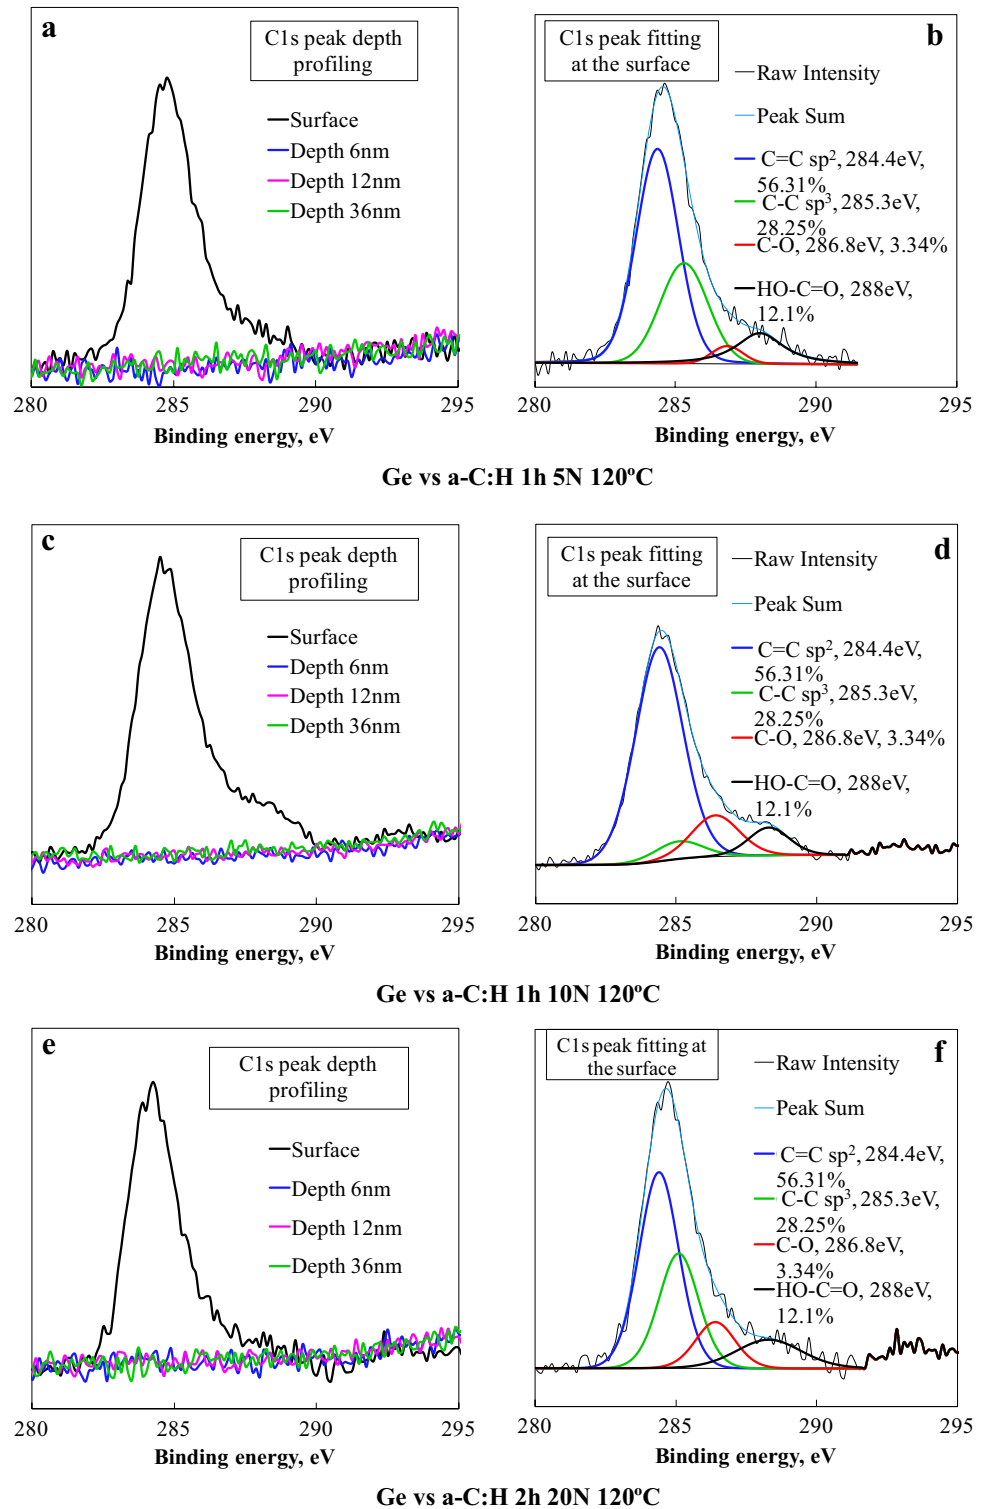 a
C1s peak depth
profiling
Surface
Depth 6nm
Depth 12nm
Depth 36nm
280
285
290
295
Binding energy, eV
b
C1s peak fitting
at the surface
Raw Intensity
Peak Sum
C=C sp², 284.4eV,
56.31%
C-C sp³, 285.3eV,
28.25%
C-O, 286.8eV, 3.34%
HO-C=O, 288eV,
12.1%
280
285
290
295
Binding energy, eV
Ge vs a-C:H 1h 5N 120ºC
c
C1s peak depth
profiling
Surface
Depth 6nm
Depth 12nm
Depth 36nm
280
285
290
295
Binding energy, eV
d
C1s peak fitting
at the surface
Raw Intensity
Peak Sum
C=C sp², 284.4eV,
56.31%
C-C sp³, 285.3eV,
28.25%
C-O, 286.8eV, 3.34%
HO-C=O, 288eV,
12.1%
280
285
290
295
Binding energy, eV
Ge vs a-C:H 1h 10N 120ºC
e
C1s peak depth
profiling
Surface
Depth 6nm
Depth 12nm
Depth 36nm
280
285
290
295
Binding energy, eV
f
C1s peak fitting at
the surface
Raw Intensity
Peak Sum
C=C sp², 284.4eV,
56.31%
C-C sp³, 285.3eV,
28.25%
C-O, 286.8eV,
3.34%
HO-C=O, 288eV,
12.1%
280
285
290
295
Binding energy, eV
Ge vs a-C:H 2h 20N 120ºC